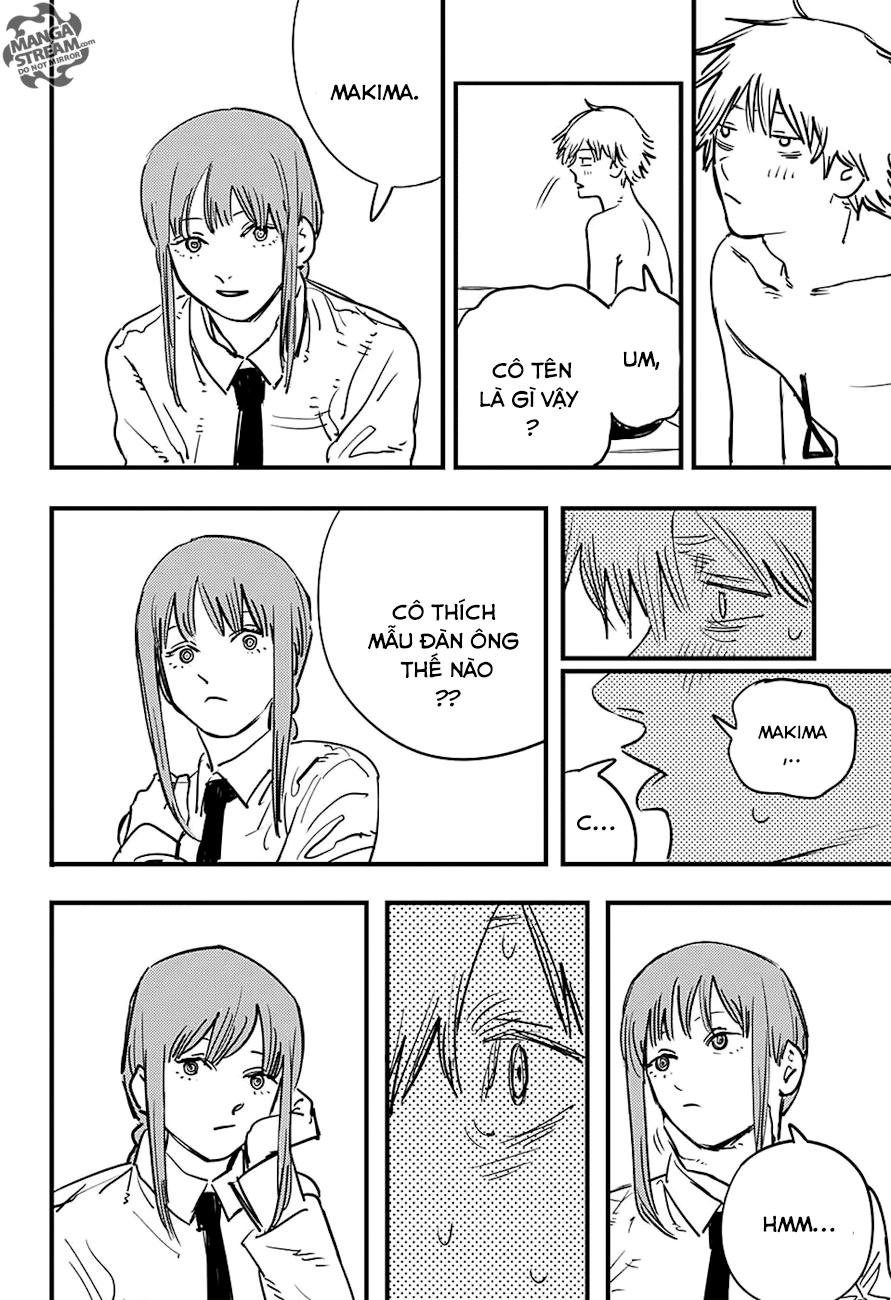 MANGA
STREAM.com
DO NOT MIRROR
UM,
CÔ TÊN
LÀ GÌ VẬY
?
MAKIMA.
MAKIMA
,..
C...
CÔ THÍCH
MẪU ĐÀN ÔNG
THẾ NÀO
??
HMM...